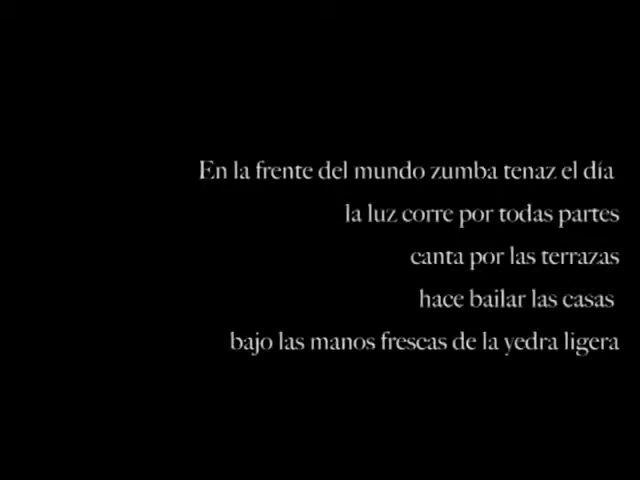 En la frente del mundo zumba tenaz el día
la luz corre por todas partes
canta por las terrazas
hace bailar las casas
bajo las manos frescas de la yedra ligera